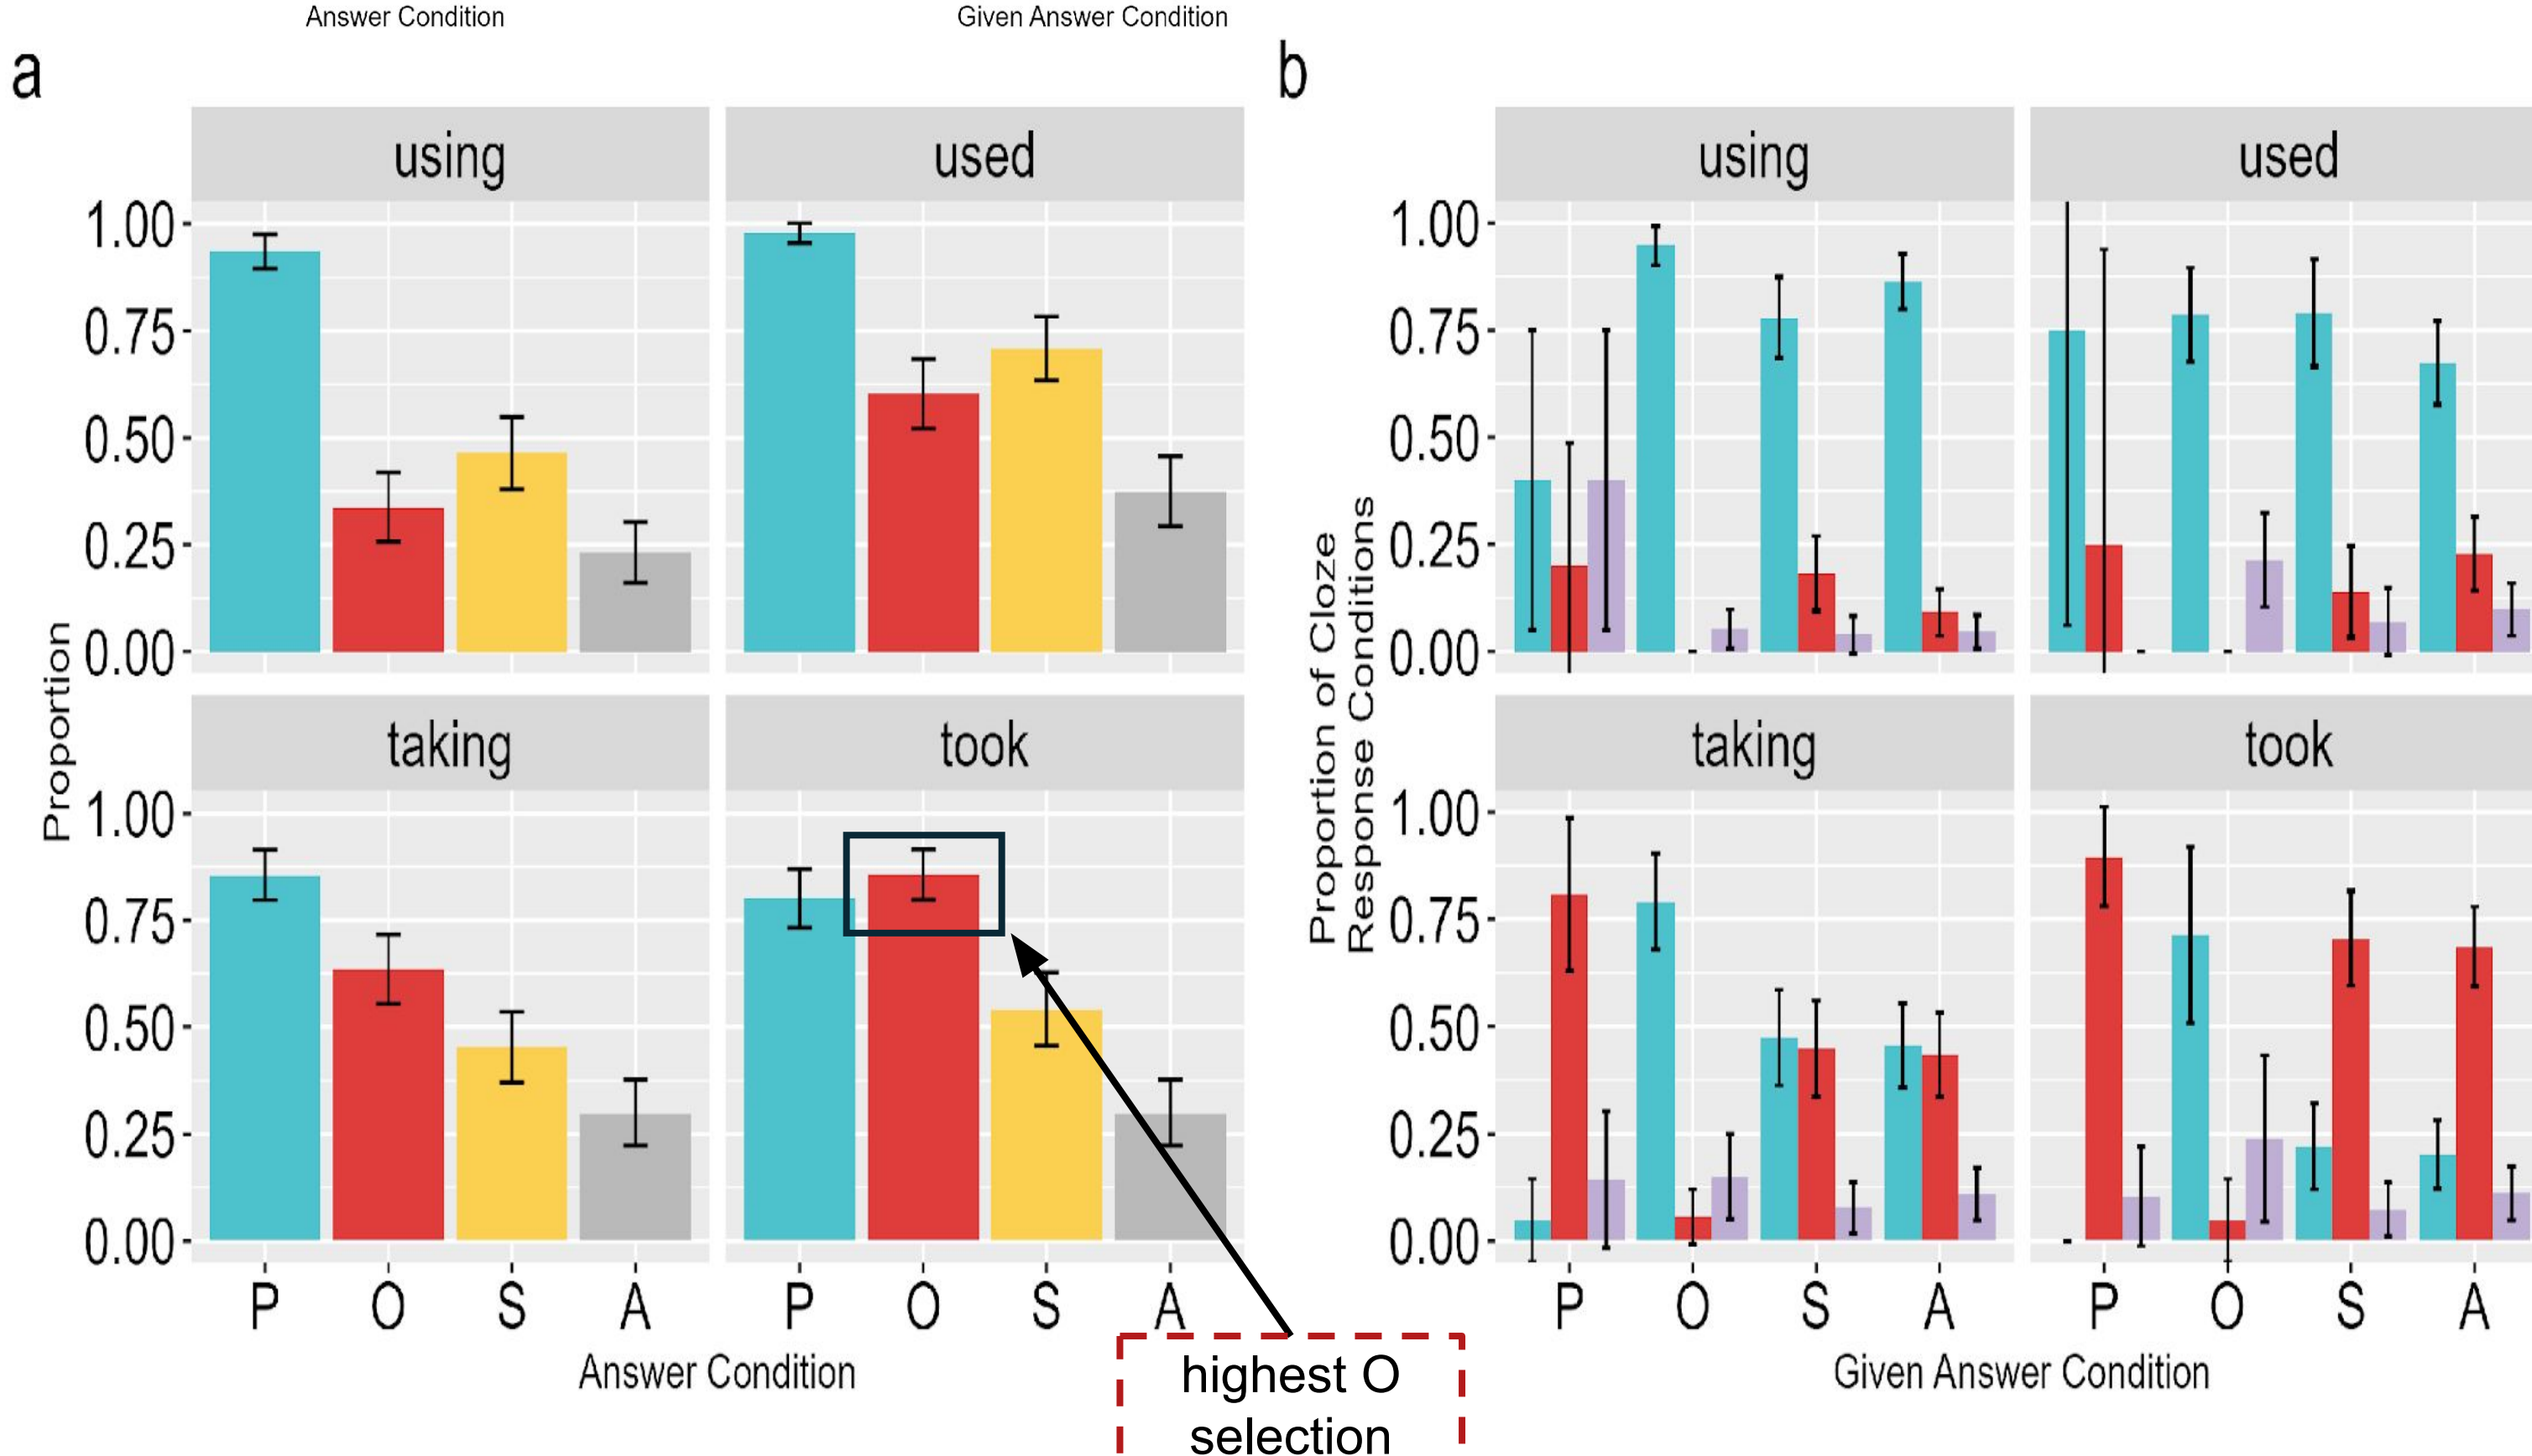 Answer Condition
Given Answer Condition
a
b
using
used
using
used
1.00
0.75
0.50
0.25
0.00
1.00
0.75
0.50
0.25
0.00
taking
took
taking
took
1.00
0.75
0.50
0.25
0.00
1.00
0.75
0.50
0.25
0.00
Proportion
Proportion of Cloze
Response Conditions
P O S A
P O S A
P O S A
P O S A
Answer Condition
Given Answer Condition
highest O
selection